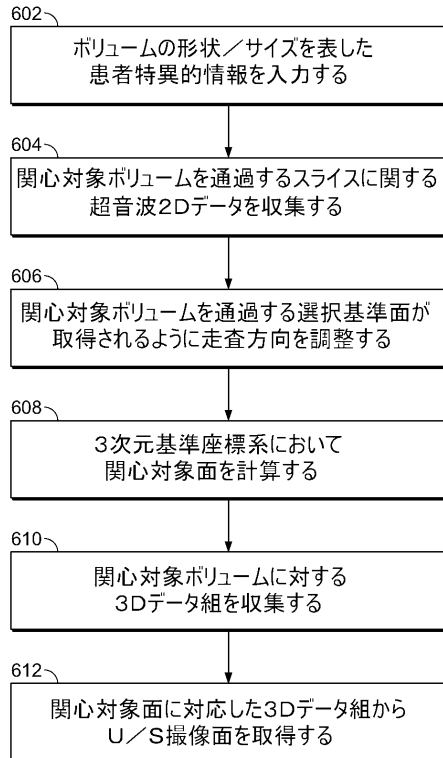 602
ボリュームの形状／サイズを表した
患者特異的情報を入力する
604
関心対象ボリュームを通過するスライスに関する
超音波２Dデータを収集する
606
関心対象ボリュームを通過する選択基準面が
取得されるように走査方向を調整する
608
３次元基準座標系において
関心対象面を計算する
610
関心対象ボリュームに対する
３Dデータ組を収集する
612
関心対象面に対応した３Dデータ組から
U／S撮像面を取得する